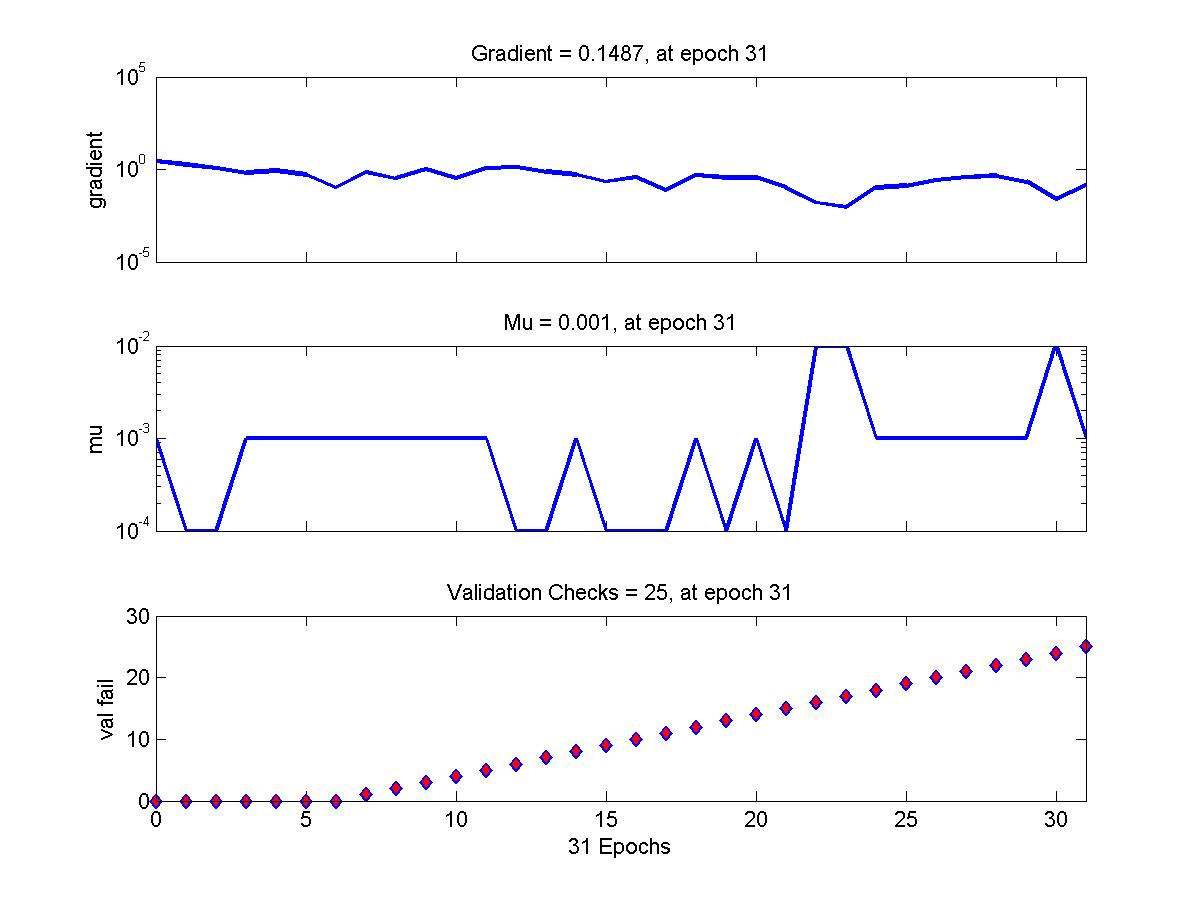 Gradient = 0.1487, at epoch 31
10^5
10^0
10^-5
gradient
Mu = 0.001, at epoch 31
10^-2
10^-3
10^-4
mu
Validation Checks = 25, at epoch 31
30
20
10
0
val fail
0 5 10 15 20 25 30
31 Epochs